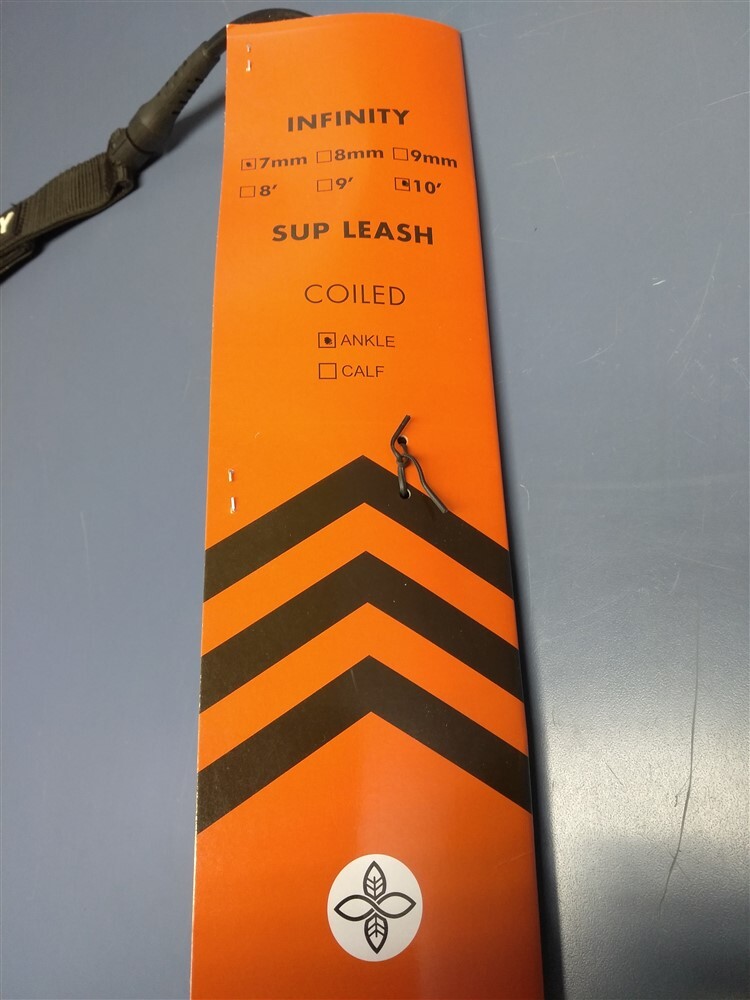 INFINITY
7mm 8mm 9mm
8' 9' 10'
SUP LEASH
COILED
ANKLE
CALF
Y